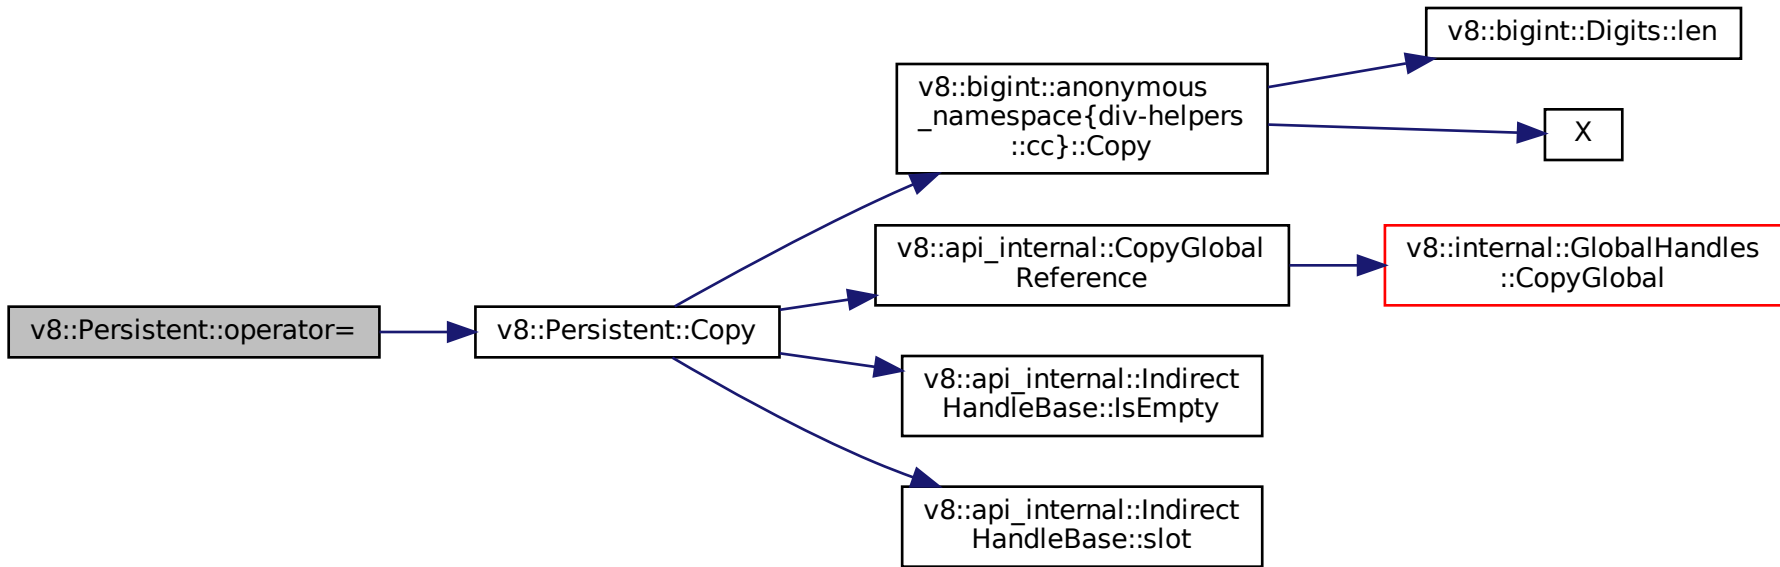 v8::Persistent::operator=
v8::Persistent::Copy
v8::bigint::anonymous
_namespace{div-helpers
::cc}::Copy
v8::bigint::Digits::len
X
v8::api_internal::CopyGlobal
Reference
v8::internal::GlobalHandles
::CopyGlobal
v8::api_internal::Indirect
HandleBase::IsEmpty
v8::api_internal::Indirect
HandleBase::slot